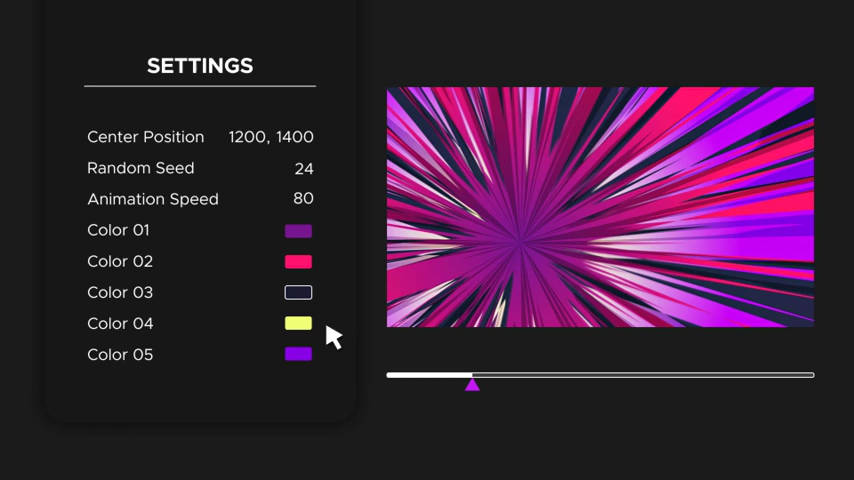 SETTINGS
Center Position 1200, 1400
Random Seed 24
Animation Speed 80
Color 01
Color 02
Color 03
Color 04
Color 05